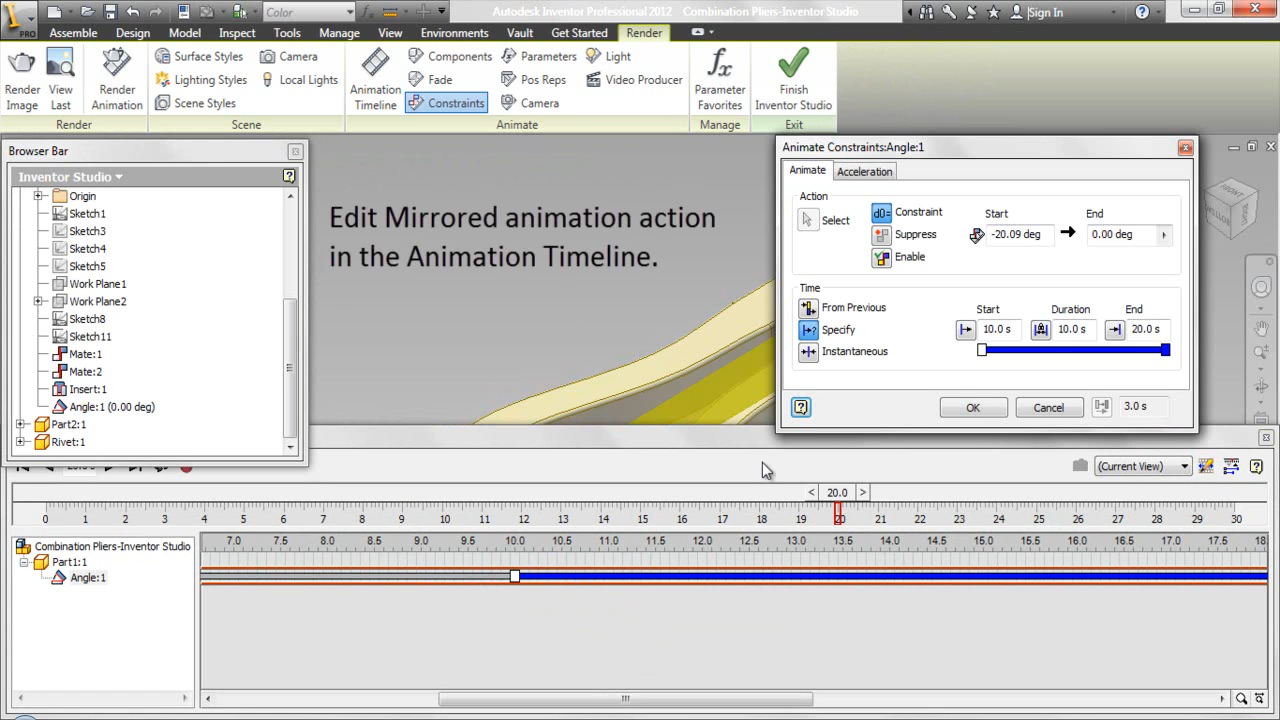 Color
Autodesk Inventor Professional 2012 Combination Pliers-Inventor Studio
Sign In
PRO
Assemble Design Model Inspect Tools Manage View Environments Vault Get Started Render
Render Image
View Last
Render Animation
Surface Styles
Lighting Styles
Scene Styles
Camera
Local Lights
Animation Timeline
Components
Fade
Constraints
Parameters
Pos Reps
Camera
Light
Video Producer
fx
Parameter Favorites
Finish Inventor Studio
Render Scene Animate Manage Exit
Browser Bar
Inventor Studio
Origin
Sketch1
Sketch3
Sketch4
Sketch5
Work Plane1
Work Plane2
Sketch8
Sketch11
Mate:1
Mate:2
Insert:1
Angle:1 (0.00 deg)
Part2:1
Rivet:1
Edit Mirrored animation action
in the Animation Timeline.
FRONT
BOTTOM
Animate Constraints:Angle:1
Animate Acceleration
Action
Select
Constraint
Suppress
Enable
Start End
-20.09 deg 0.00 deg
Time
From Previous
Specify
Instantaneous
Start Duration End
10.0 s 10.0 s 20.0 s
OK Cancel 3.0 s
(Current View)
< 20.0 >
0 1 2 3 4 5 6 7 8 9 10 11 12 13 14 15 16 17 18 19 20 21 22 23 24 25 26 27 28 29 30
7.0 7.5 8.0 8.5 9.0 9.5 10.0 10.5 11.0 11.5 12.0 12.5 13.0 13.5 14.0 14.5 15.0 15.5 16.0 16.5 17.0 17.5 18.
Combination Pliers-Inventor Studio
Part1:1
Angle:1